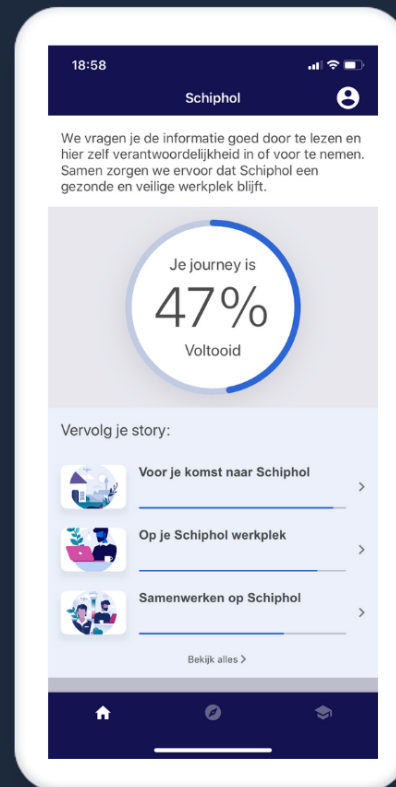 18:58
Schiphol
We vragen je de informatie goed door te lezen en
hier zelf verantwoordelijkheid in of voor te nemen.
Samen zorgen we ervoor dat Schiphol een
gezonde en veilige werkplek blijft.
Je journey is
47%
Voltooid
Vervolg je story:
Voor je komst naar Schiphol
Op je Schiphol werkplek
Samenwerken op Schiphol
Bekijk alles >